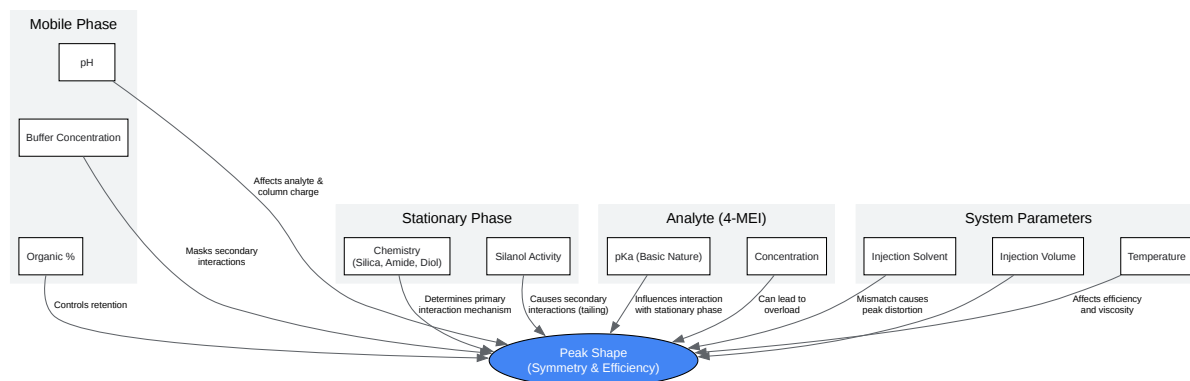 Mobile Phase
pH
Buffer Concentration
Affects analyte &
column charge
Stationary Phase
Analyte (4-MEI)
System Parameters
Masks secondary
interactions
Organic %
Chemistry
(Silica, Amide, Diol)
Silanol Activity
pKa (Basic Nature)
Concentration
Injection Solvent
Injection Volume
Temperature
Controls retention
Determines primary
interaction mechanism
Causes secondary
interactions (tailing)
Influences interaction
with stationary phase
Can lead to
overload
Mismatch causes
peak distortion
Affects efficiency
and viscosity
Peak Shape
(Symmetry & Efficiency)